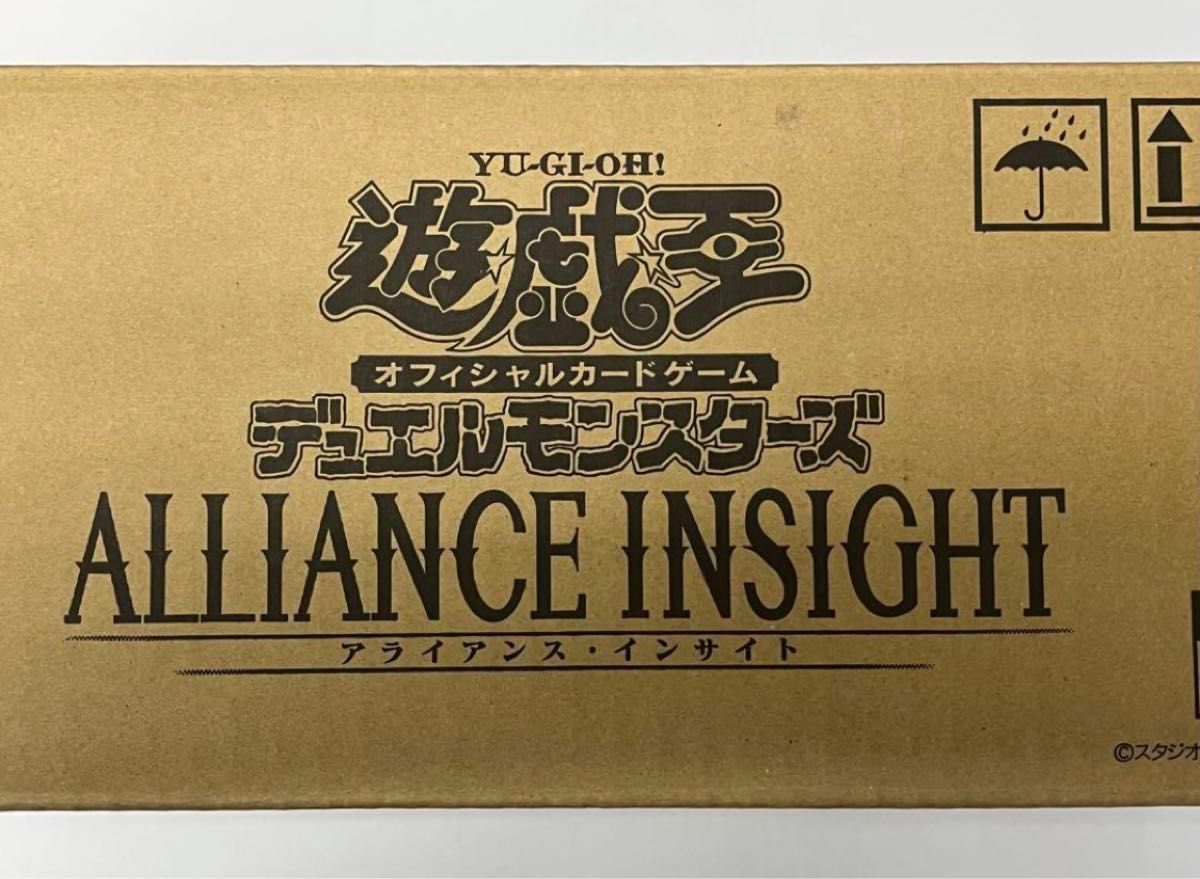 YU-GI-OH!
遊戯王
オフィシャルカードゲーム
デュエルモンスターズ
ALLIANCE INSIGHT
アライアンス・インサイト
©スタジオ